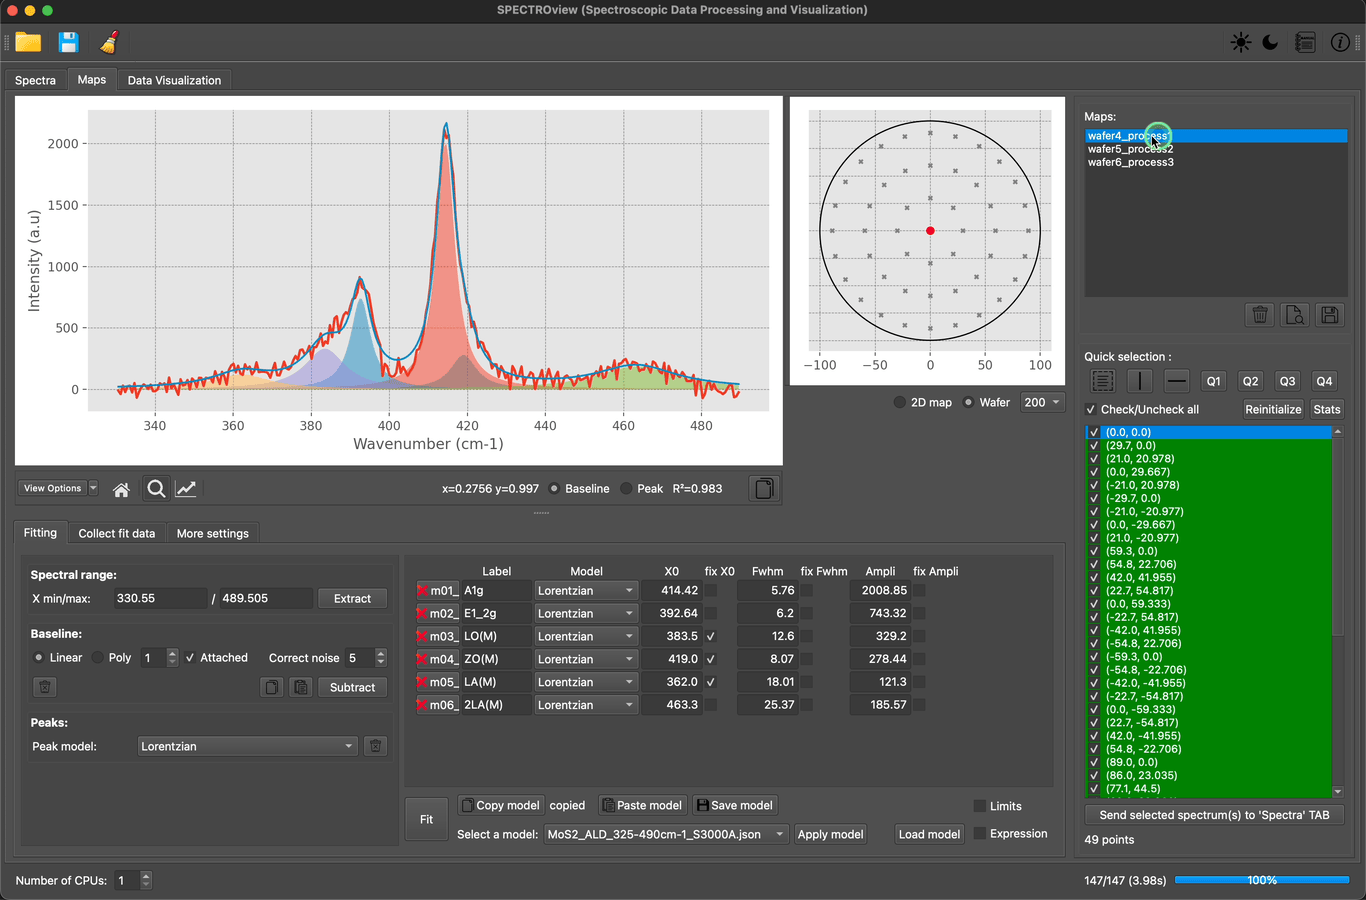 SPECTROview (Spectroscopic Data Processing and Visualization)
Spectra Maps Data Visualization
Intensity (a.u)
2000
1500
1000
500
0
340 360 380 400 420 440 460 480
Wavenumber (cm-1)
−100 −50 0 50 100
2D map Wafer 200
View Options
x=0.2756 y=0.997 Baseline Peak R²=0.983
Maps:
wafer4_process1
wafer5_process2
wafer6_process3
Quick selection :
Q1 Q2 Q3 Q4
Check/Uncheck all Reinitialize Stats
(0.0, 0.0)
(29.7, 0.0)
(21.0, 20.978)
(0.0, 29.667)
(-21.0, 20.978)
(-29.7, 0.0)
(-21.0, -20.977)
(0.0, -29.667)
(21.0, -20.977)
(59.3, 0.0)
(54.8, 22.706)
(42.0, 41.955)
(22.7, 54.817)
(0.0, 59.333)
(-22.7, 54.817)
(-42.0, 41.955)
(-54.8, 22.706)
(-59.3, 0.0)
(-54.8, -22.706)
(-42.0, -41.955)
(-22.7, -54.817)
(0.0, -59.333)
(22.7, -54.817)
(42.0, -41.955)
(54.8, -22.706)
(89.0, 0.0)
(86.0, 23.035)
(77.1, 44.5)
Send selected spectrum(s) to 'Spectra' TAB
49 points
Fitting Collect fit data More settings
Spectral range:
X min/max: 330.55 / 489.505 Extract
Baseline:
Linear Poly 1 Attached Correct noise 5
Subtract
Peaks:
Peak model: Lorentzian
Label Model X0 fix X0 Fwhm fix Fwhm Ampli fix Ampli
m01_ A1g Lorentzian 414.42 5.76 2008.85
m02_ E1_2g Lorentzian 392.64 6.2 743.32
m03_ LO(M) Lorentzian 383.5 12.6 329.2
m04_ ZO(M) Lorentzian 419.0 8.07 278.44
m05_ LA(M) Lorentzian 362.0 18.01 121.3
m06_ 2LA(M) Lorentzian 463.3 25.37 185.57
Fit
Copy model copied Paste model Save model Limits
Select a model: MoS2_ALD_325-490cm-1_S3000A.json Apply model Load model Expression
Number of CPUs: 1
147/147 (3.98s) 100%